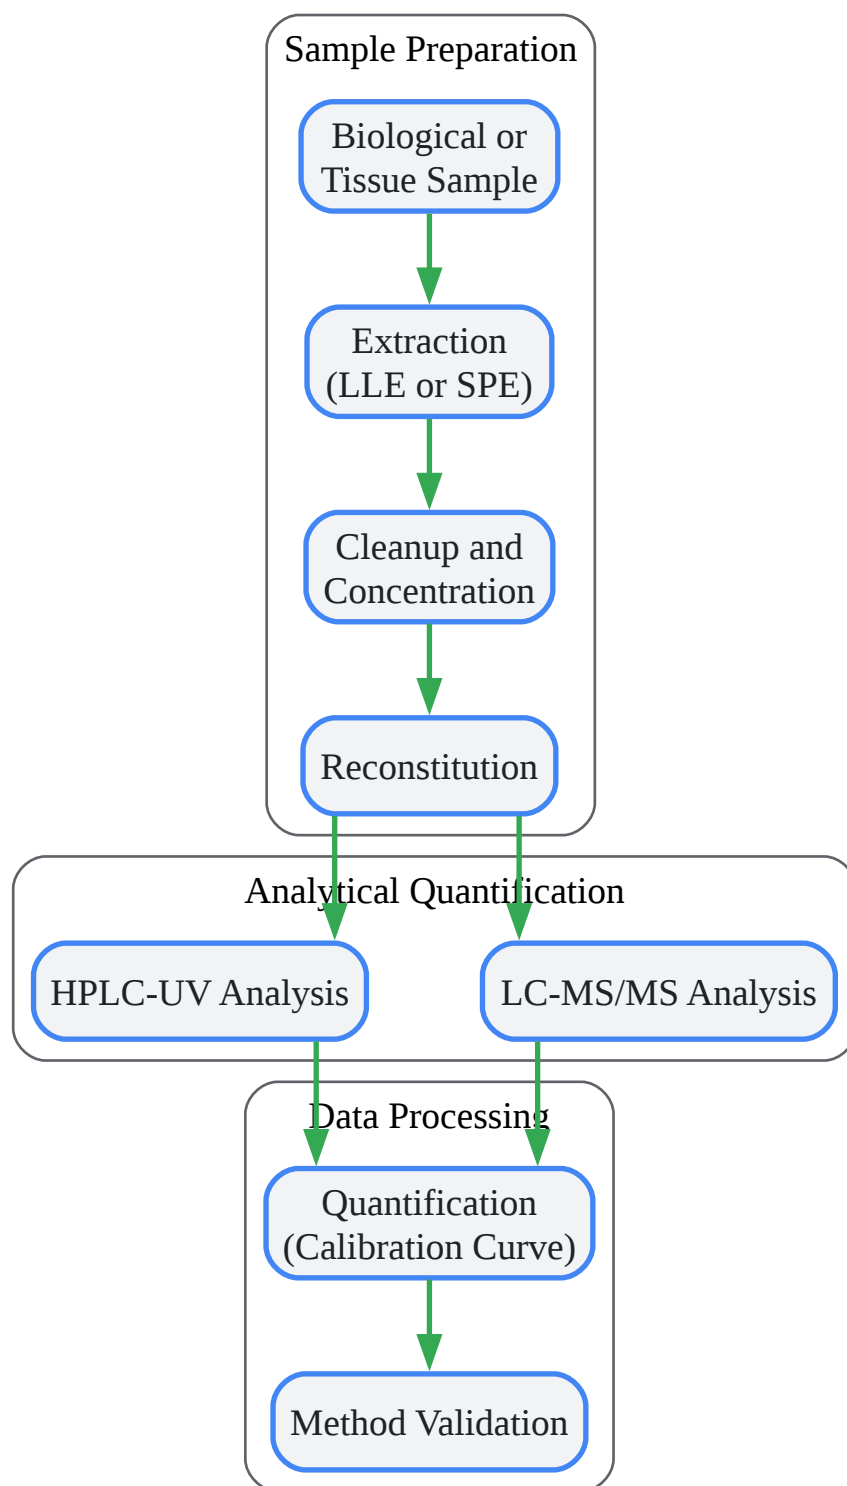 Sample Preparation
Biological or
Tissue Sample
Extraction
(LLE or SPE)
Cleanup and
Concentration
Reconstitution
Analytical Quantification
HPLC-UV Analysis
LC-MS/MS Analysis
Data Processing
Quantification
(Calibration Curve)
Method Validation